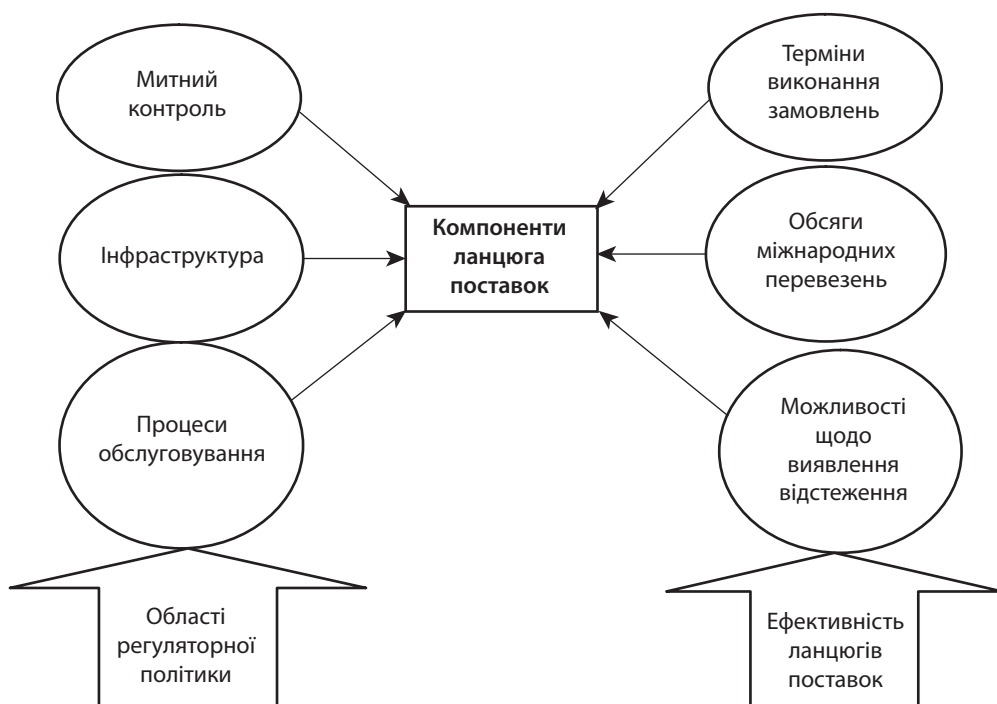 Митний
контроль
Інфраструктура
Процеси
обслуговування
Області
регуляторної
політики
Компоненти
ланцюга
поставок
Терміни
виконання
замовлень
Обсяги
міжнародних
перевезень
Можливості
щодо
виявлення
відстеження
Ефективність
ланцюгів
поставок